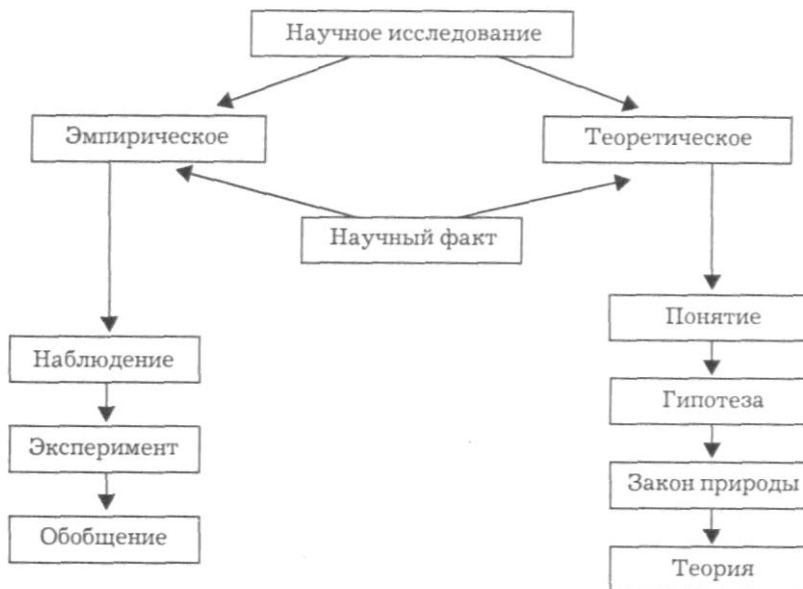 Научное исследование
Эмпирическое
Теоретическое
Научный факт
Наблюдение
Эксперимент
Обобщение
Понятие
Гипотеза
Закон природы
Теория